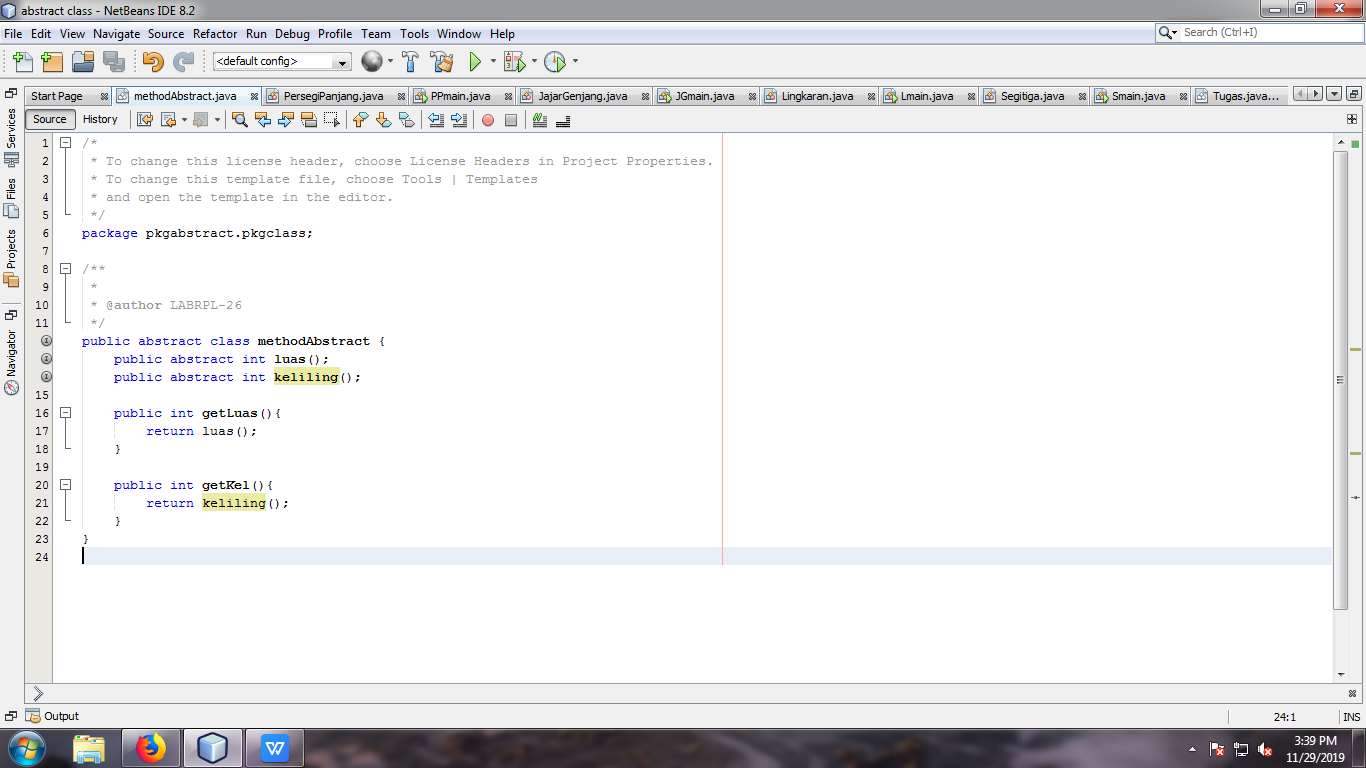 abstract class - NetBeans IDE 8.2
File Edit View Navigate Source Refactor Run Debug Profile Team Tools Window Help
Search (Ctrl+I)
<default config>
Start Page methodAbstract.java PersegiPanjang.java PPmain.java JajarGenjang.java JGmain.java Lingkaran.java Lmain.java Segitiga.java Smain.java Tugas.java...
Source History
Services
Files
Projects
Navigator
1 /*
2 * To change this license header, choose License Headers in Project Properties.
3 * To change this template file, choose Tools | Templates
4 * and open the template in the editor.
5 */
6 package pkgabstract.pkgclass;
7
8 /**
9 *
10 * @author LABRPL-26
11 */
public abstract class methodAbstract {
public abstract int luas();
public abstract int keliling();
15
16 public int getLuas(){
17 return luas();
18 }
19
20 public int getKel(){
21 return keliling();
22 }
23 }
24
Output
24:1 INS
3:39 PM
11/29/2019